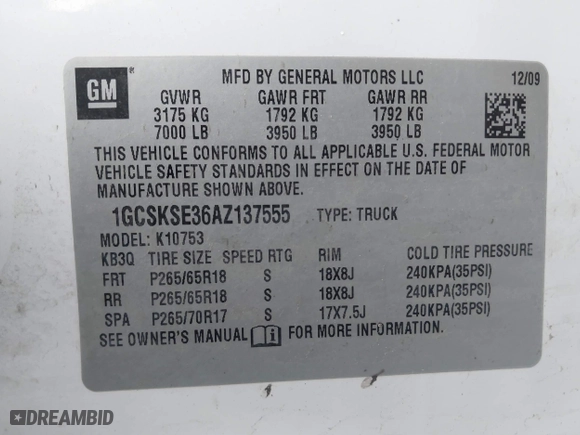 GM
MFD BY GENERAL MOTORS LLC 12/09
GVWR GAWR FRT GAWR RR
3175 KG 1792 KG 1792 KG
7000 LB 3950 LB 3950 LB
THIS VEHICLE CONFORMS TO ALL APPLICABLE U.S. FEDERAL MOTOR
VEHICLE SAFETY STANDARDS IN EFFECT ON THE DATE OF
MANUFACTURE SHOWN ABOVE.
1GCSKSE36AZ137555 TYPE: TRUCK
MODEL: K10753
KB3Q TIRE SIZE SPEED RTG RIM COLD TIRE PRESSURE
FRT P265/65R18 S 18X8J 240KPA(35PSI)
RR P265/65R18 S 18X8J 240KPA(35PSI)
SPA P265/70R17 S 17X7.5J 240KPA(35PSI)
SEE OWNER'S MANUAL FOR MORE INFORMATION.
DREAMBID